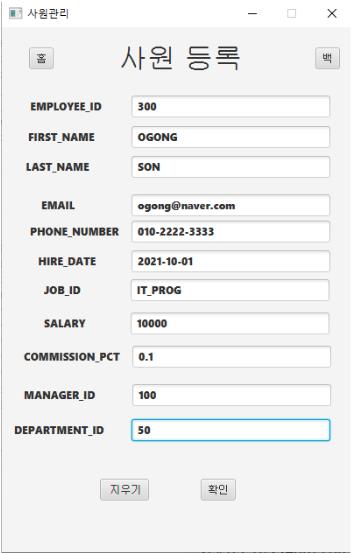 사원관리
홈 사원 등록 백
EMPLOYEE_ID 300
FIRST_NAME OGONG
LAST_NAME SON
EMAIL ogong@naver.com
PHONE_NUMBER 010-2222-3333
HIRE_DATE 2021-10-01
JOB_ID IT_PROG
SALARY 10000
COMMISSION_PCT 0.1
MANAGER_ID 100
DEPARTMENT_ID 50
지우기 확인